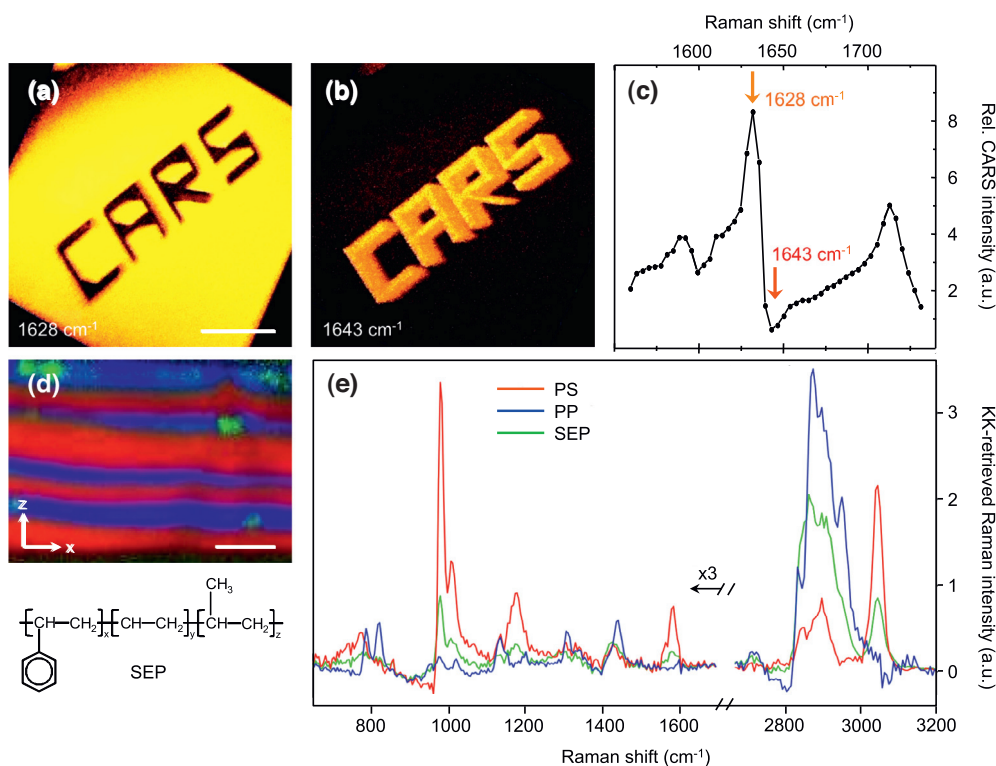 Raman shift (cm⁻¹)
1600 1650 1700
(a)
CARS
1628 cm⁻¹
(b)
CARS
1643 cm⁻¹
(c)
1628 cm⁻¹
1643 cm⁻¹
8
6
4
2
Rel. CARS intensity (a.u.)
(d)
z
x
CH₃
[CH—CH₂]x[CH—CH₂]y[CH—CH₂]z
SEP
(e)
PS
PP
SEP
x3
3
2
1
0
KK-retrieved Raman intensity (a.u.)
800 1000 1200 1400 1600 2800 3000 3200
Raman shift (cm⁻¹)